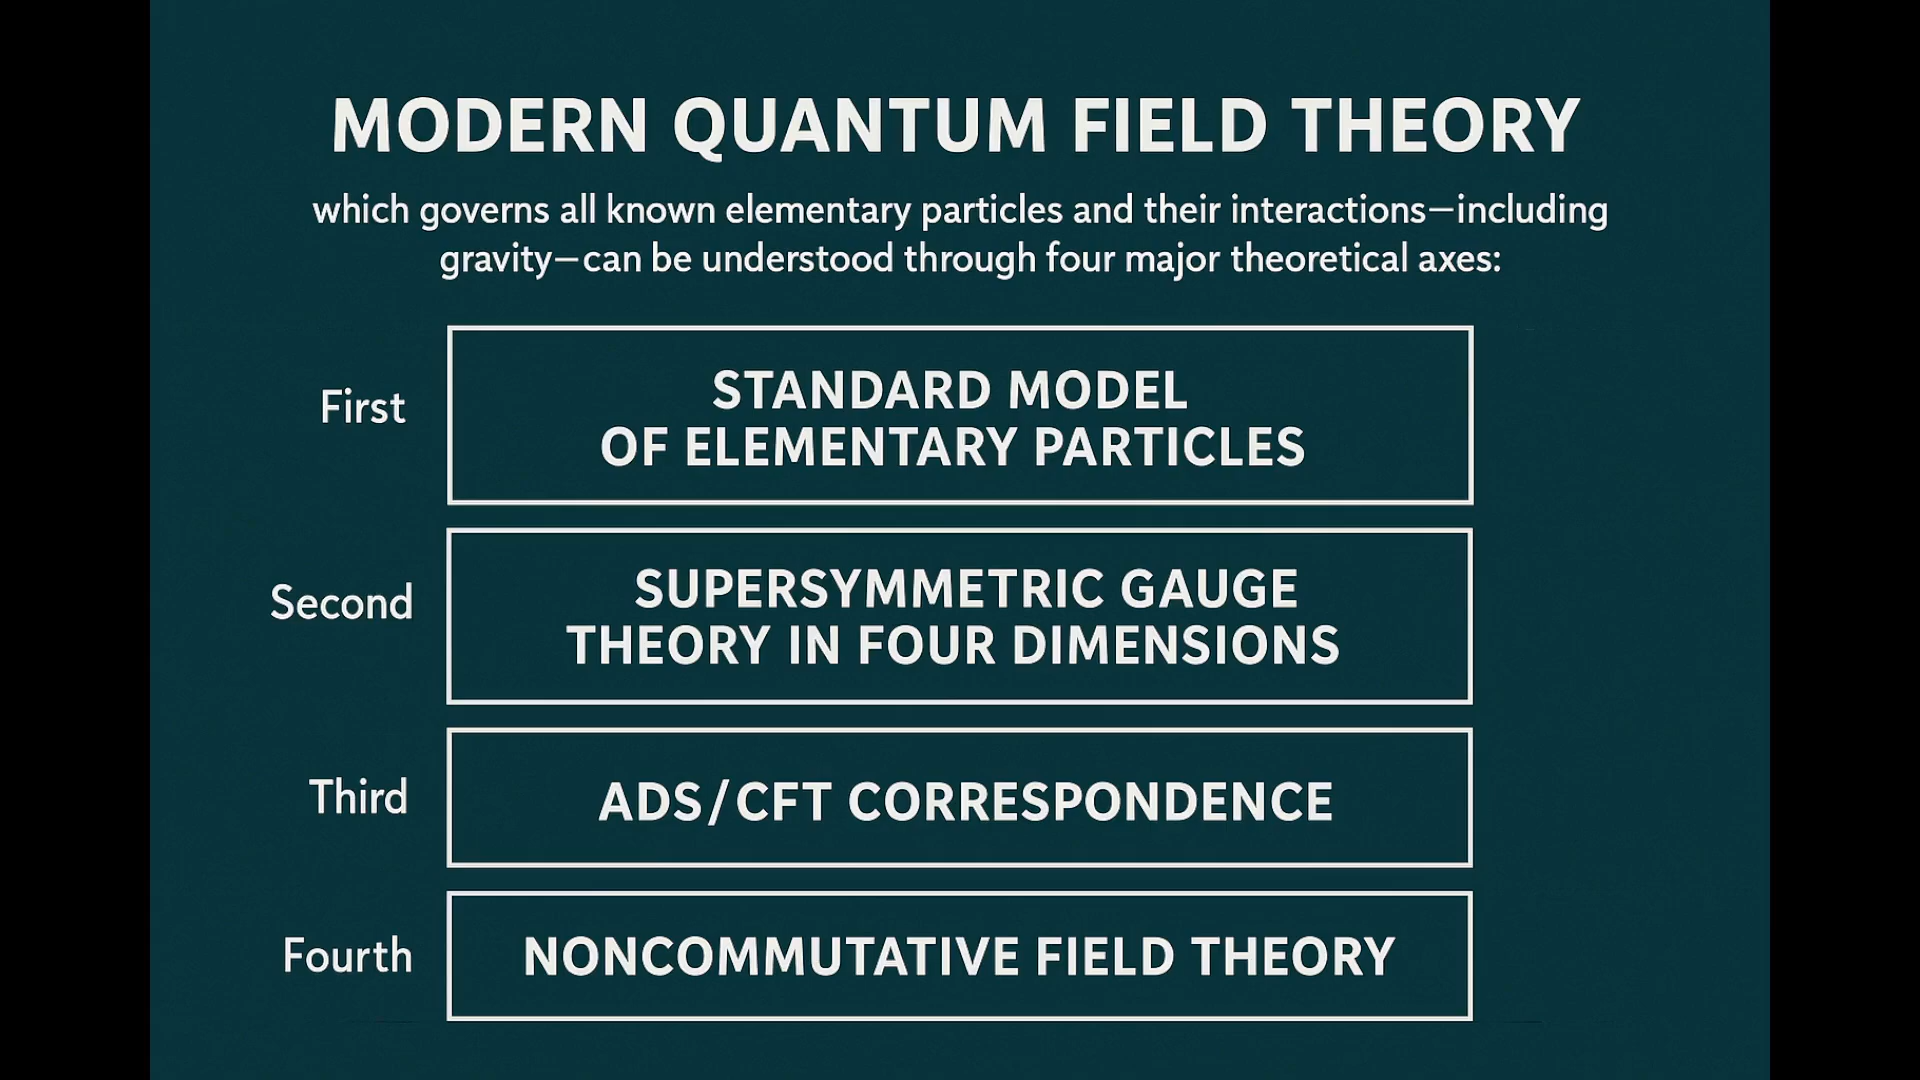 MODERN QUANTUM FIELD THEORY
which governs all known elementary particles and their interactions—including
gravity—can be understood through four major theoretical axes:
First
STANDARD MODEL
OF ELEMENTARY PARTICLES
Second
SUPERSYMMETRIC GAUGE
THEORY IN FOUR DIMENSIONS
Third
ADS/CFT CORRESPONDENCE
Fourth
NONCOMMUTATIVE FIELD THEORY